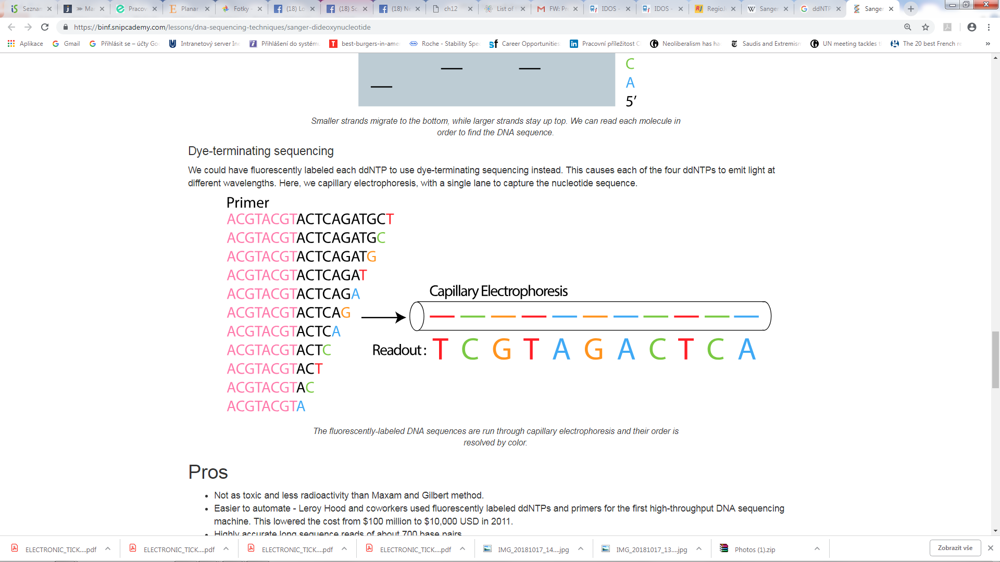 Seznam
>> Ma
Pracov
Planar
Fotky -
(18) Lo
(18) Sc
(18) Ne
ch12
List of
FW: Pr
IDOS -
IDOS -
RegioJ
Sanger
ddNTP
Sanger
https://binf.snipcademy.com/lessons/dna-sequencing-techniques/sanger-dideoxynucleotide
Aplikace
Gmail
Přihlásit se – účty Go
Intranetový server In
Přihlášení do systému
best-burgers-in-ame
Roche - Stability Spe
Career Opportunities
Pracovní příležitost C
Neoliberalism has ha
Saudis and Extremism
UN meeting tackles t
The 20 best French re
»
C
A
5’
Smaller strands migrate to the bottom, while larger strands stay up top. We can read each molecule in
order to find the DNA sequence.
Dye-terminating sequencing
We could have fluorescently labeled each ddNTP to use dye-terminating sequencing instead. This causes each of the four ddNTPs to emit light at
different wavelengths. Here, we capillary electrophoresis, with a single lane to capture the nucleotide sequence.
Primer
ACGTACGTACTCAGATGCT
ACGTACGTACTCAGATGC
ACGTACGTACTCAGATG
ACGTACGTACTCAGAT
ACGTACGTACTCAGA
ACGTACGTACTCAG
ACGTACGTACTCA
ACGTACGTACTC
ACGTACGTACT
ACGTACGTAC
ACGTACGTA
Capillary Electrophoresis
Readout : T C G T A G A C T C A
The fluorescently-labeled DNA sequences are run through capillary electrophoresis and their order is
resolved by color.
Pros
• Not as toxic and less radioactivity than Maxam and Gilbert method.
• Easier to automate - Leroy Hood and coworkers used fluorescently labeled ddNTPs and primers for the first high-throughput DNA sequencing
machine. This lowered the cost from $100 million to $10,000 USD in 2011.
• Highly accurate long sequence reads of about 700 base pairs
ELECTRONIC_TICK....pdf
ELECTRONIC_TICK....pdf
ELECTRONIC_TICK....pdf
ELECTRONIC_TICK....pdf
IMG_20181017_14....jpg
IMG_20181017_13....jpg
Photos (1).zip
Zobrazit vše